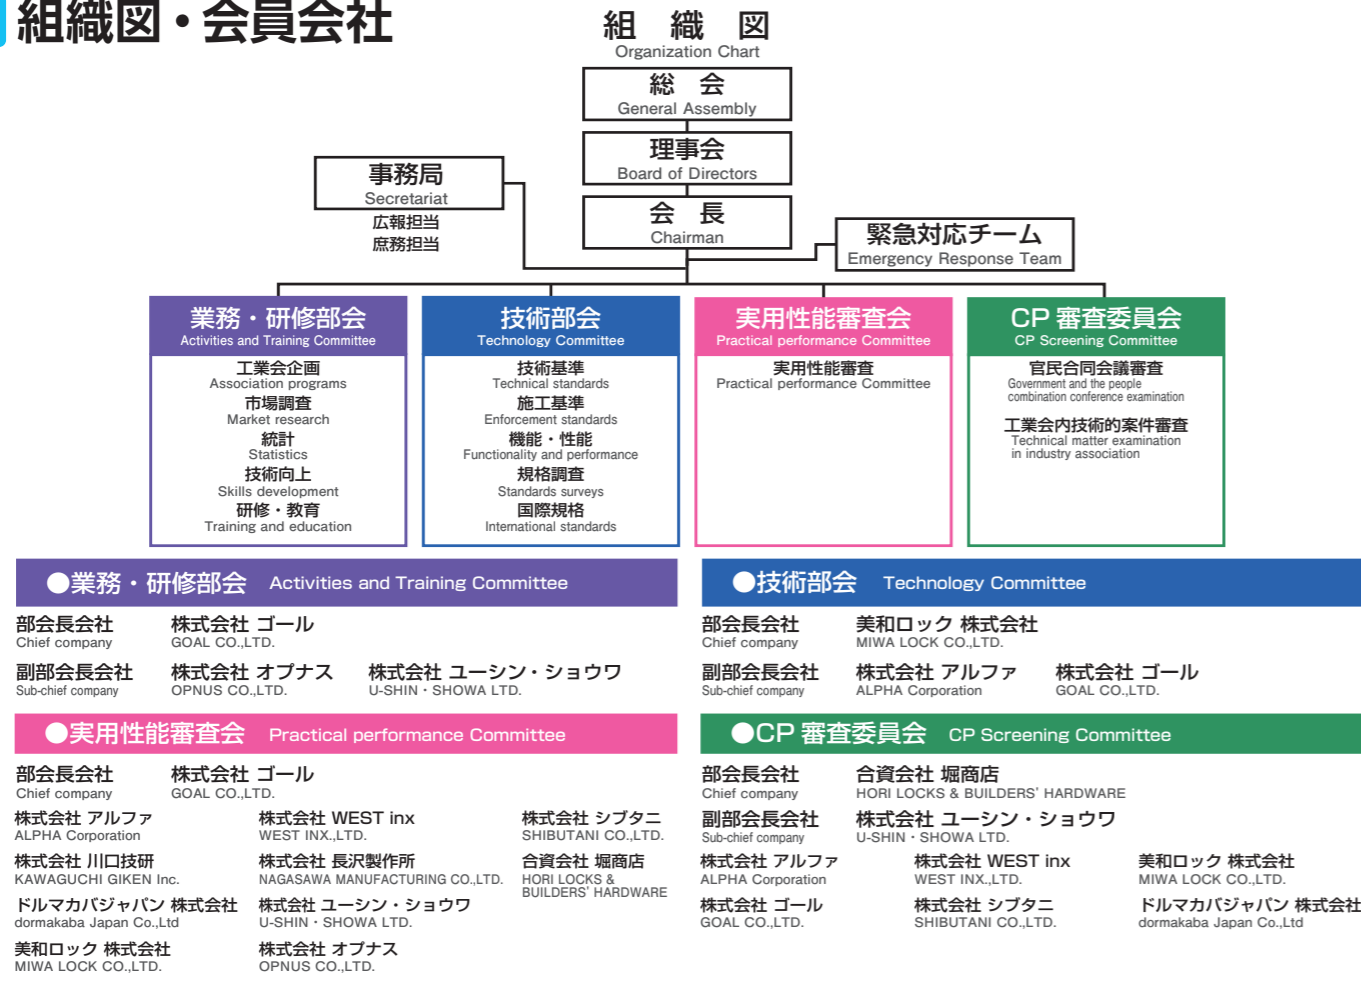 組織図・会員会社
組 織 図
Organization Chart
総 会
General Assembly
理事会
Board of Directors
会 長
Chairman
事務局
Secretariat
広報担当
庶務担当
緊急対応チーム
Emergency Response Team
業務・研修部会
Activities and Training Committee
工業会企画
Association programs
市場調査
Market research
統計
Statistics
技術向上
Skills development
研修・教育
Training and education
技術部会
Technology Committee
技術基準
Technical standards
施工基準
Enforcement standards
機能・性能
Functionality and performance
規格調査
Standards surveys
国際規格
International standards
実用性能審査会
Practical performance Committee
実用性能審査
Practical performance Committee
CP 審査委員会
CP Screening Committee
官民合同会議審査
Government and the people
combination conference examination
工業会内技術的案件審査
Technical matter examination
in industry association
●業務・研修部会 Activities and Training Committee
部会長会社 株式会社 ゴール
Chief company GOAL CO.,LTD.
副部会長会社 株式会社 オプナス 株式会社 ユーシン・ショウワ
Sub-chief company OPNUS CO.,LTD. U-SHIN・SHOWA LTD.
●技術部会 Technology Committee
部会長会社 美和ロック 株式会社
Chief company MIWA LOCK CO.,LTD.
副部会長会社 株式会社 アルファ 株式会社 ゴール
Sub-chief company ALPHA Corporation GOAL CO.,LTD.
●実用性能審査会 Practical performance Committee
部会長会社 株式会社 ゴール
Chief company GOAL CO.,LTD.
株式会社 アルファ 株式会社 WEST inx 株式会社 シブタニ
ALPHA Corporation WEST INX.,LTD. SHIBUTANI CO.,LTD.
株式会社 川口技研 株式会社 長沢製作所 合資会社 堀商店
KAWAGUCHI GIKEN Inc. NAGASAWA MANUFACTURING CO.,LTD. HORI LOCKS &
BUILDERS' HARDWARE
ドルマカバジャパン 株式会社 株式会社 ユーシン・ショウワ
dormakaba Japan Co.,Ltd U-SHIN・SHOWA LTD.
美和ロック 株式会社 株式会社 オプナス
MIWA LOCK CO.,LTD. OPNUS CO.,LTD.
●CP 審査委員会 CP Screening Committee
部会長会社 合資会社 堀商店
Chief company HORI LOCKS & BUILDERS' HARDWARE
副部会長会社 株式会社 ユーシン・ショウワ
Sub-chief company U-SHIN・SHOWA LTD.
株式会社 アルファ 株式会社 WEST inx 美和ロック 株式会社
ALPHA Corporation WEST INX.,LTD. MIWA LOCK CO.,LTD.
株式会社 ゴール 株式会社 シブタニ ドルマカバジャパン 株式会社
GOAL CO.,LTD. SHIBUTANI CO.,LTD. dormakaba Japan Co.,Ltd